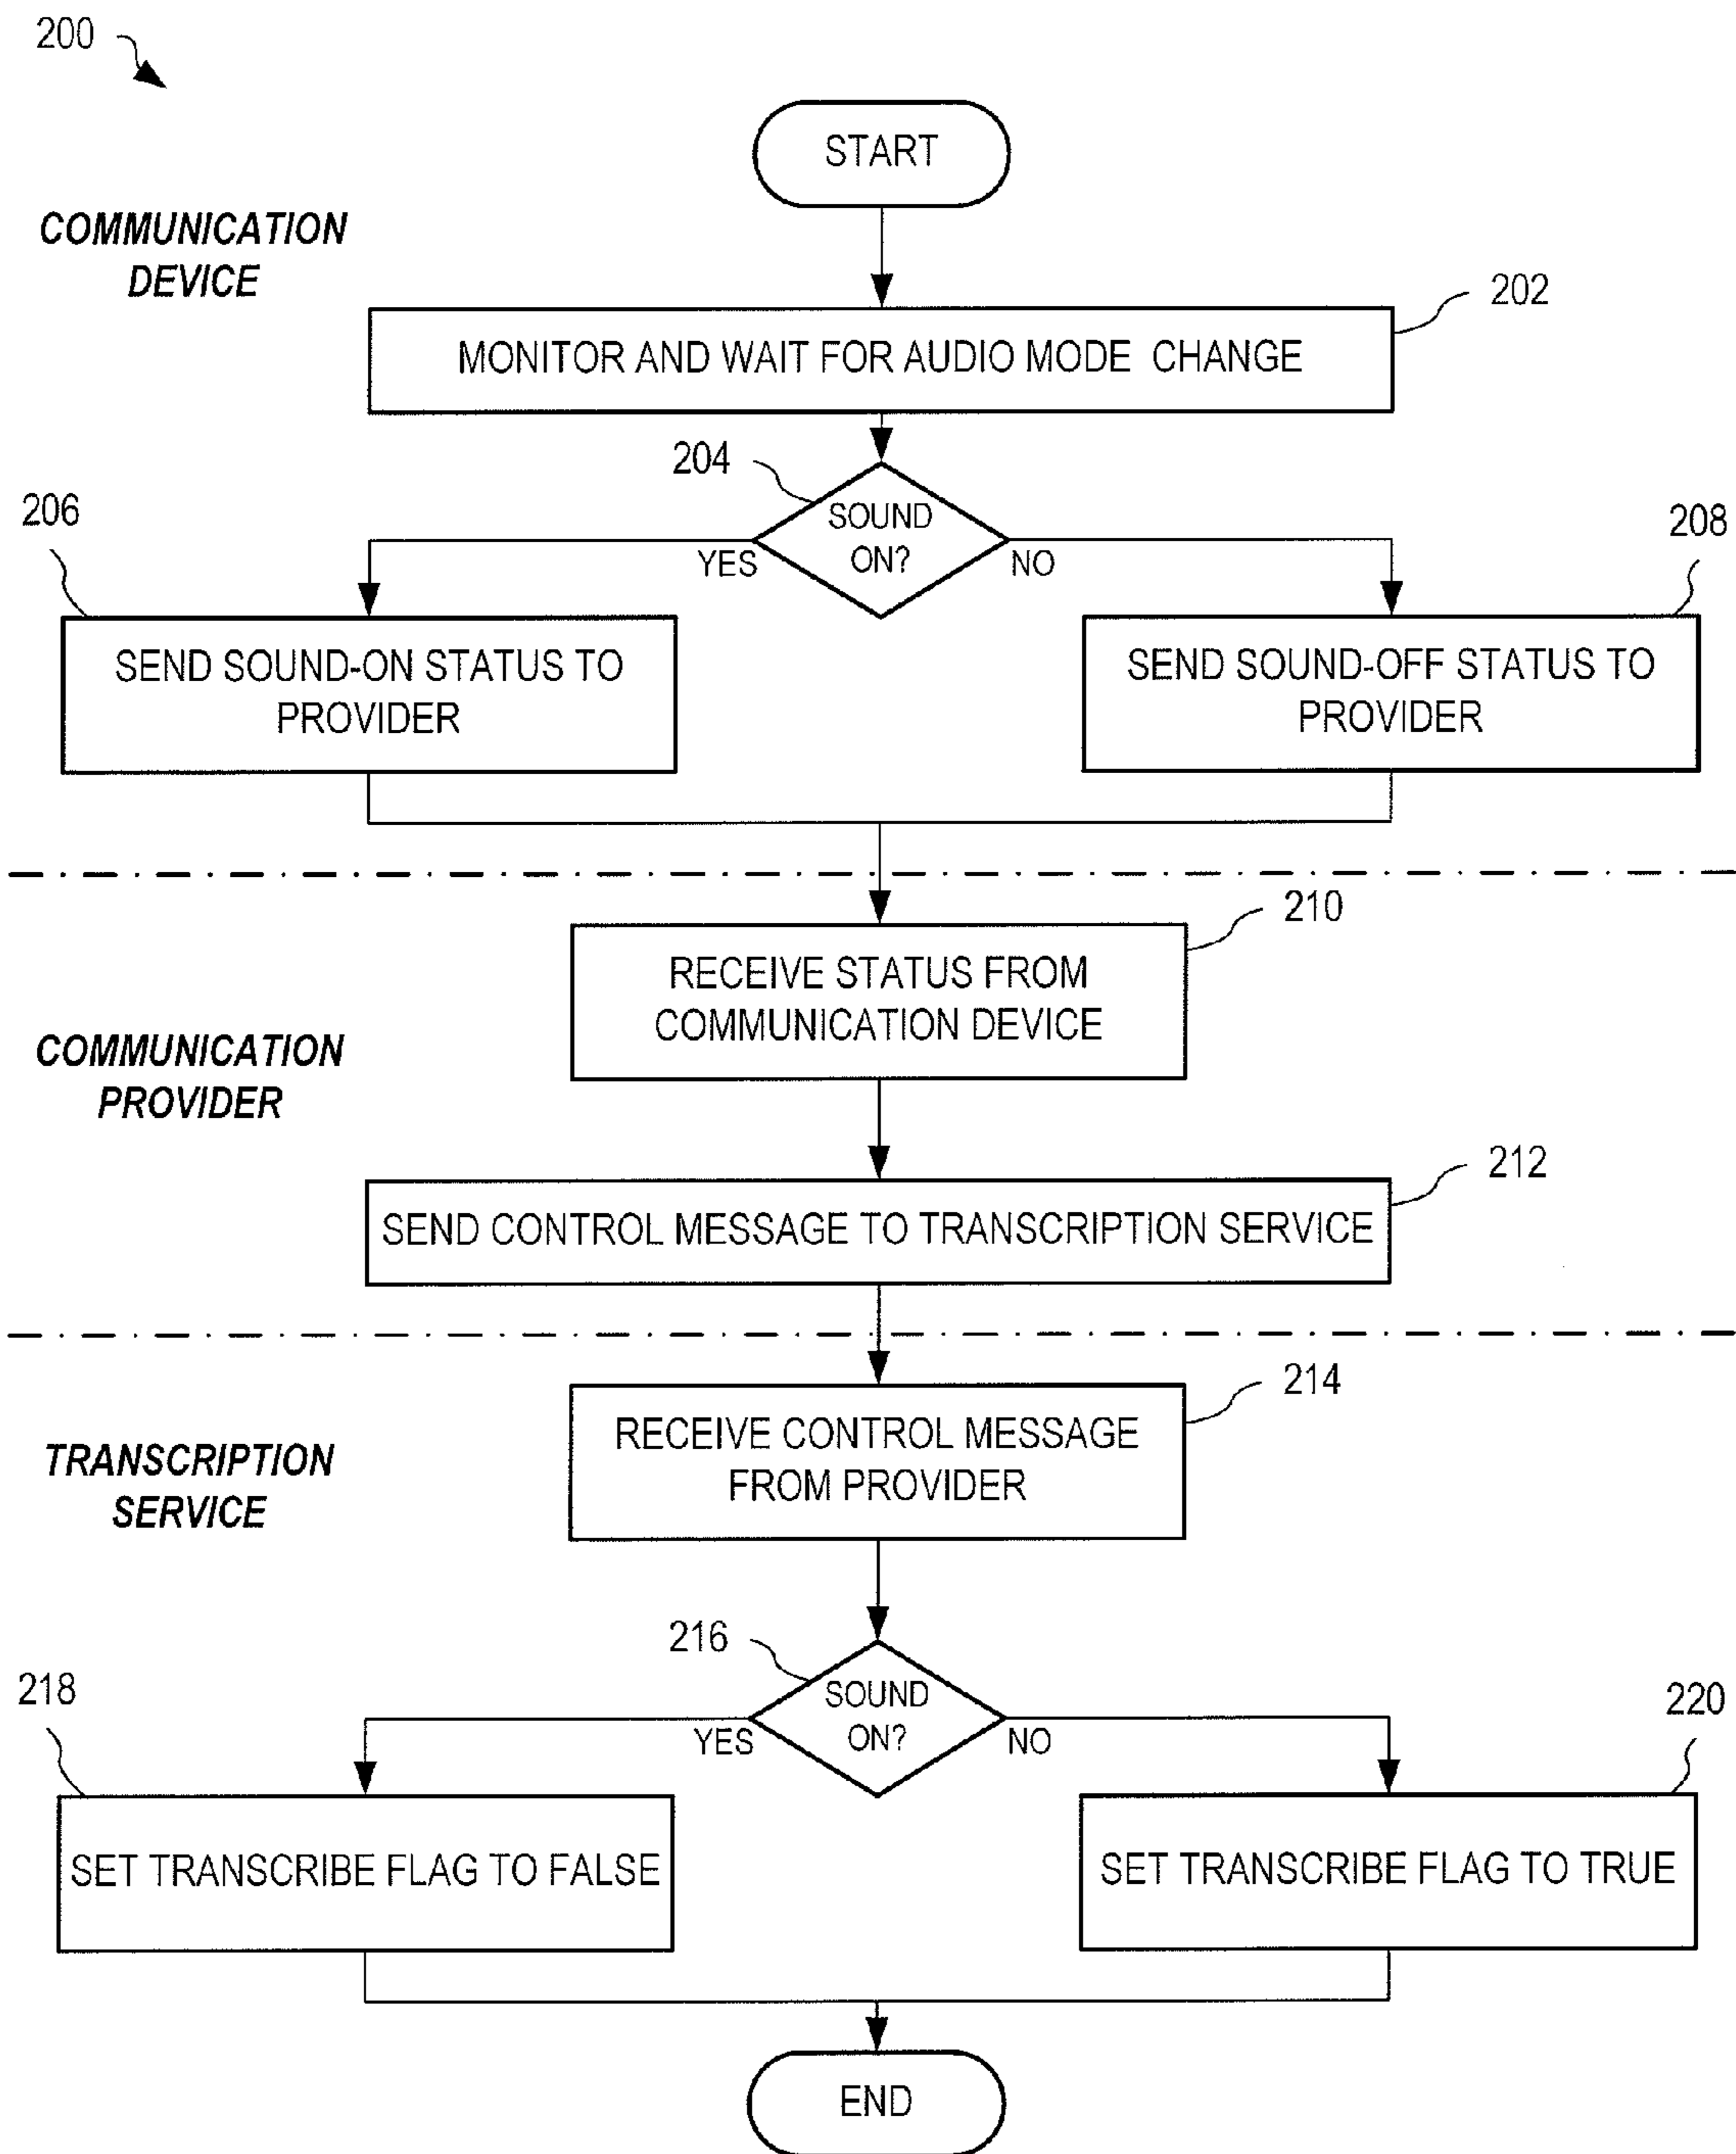 200
START
COMMUNICATION
DEVICE
202
MONITOR AND WAIT FOR AUDIO MODE CHANGE
204
SOUND
ON?
206
208
YES
NO
SEND SOUND-ON STATUS TO
PROVIDER
SEND SOUND-OFF STATUS TO
PROVIDER
210
RECEIVE STATUS FROM
COMMUNICATION DEVICE
COMMUNICATION
PROVIDER
212
SEND CONTROL MESSAGE TO TRANSCRIPTION SERVICE
214
RECEIVE CONTROL MESSAGE
FROM PROVIDER
TRANSCRIPTION
SERVICE
216
SOUND
ON?
218
220
YES
NO
SET TRANSCRIBE FLAG TO FALSE
SET TRANSCRIBE FLAG TO TRUE
END